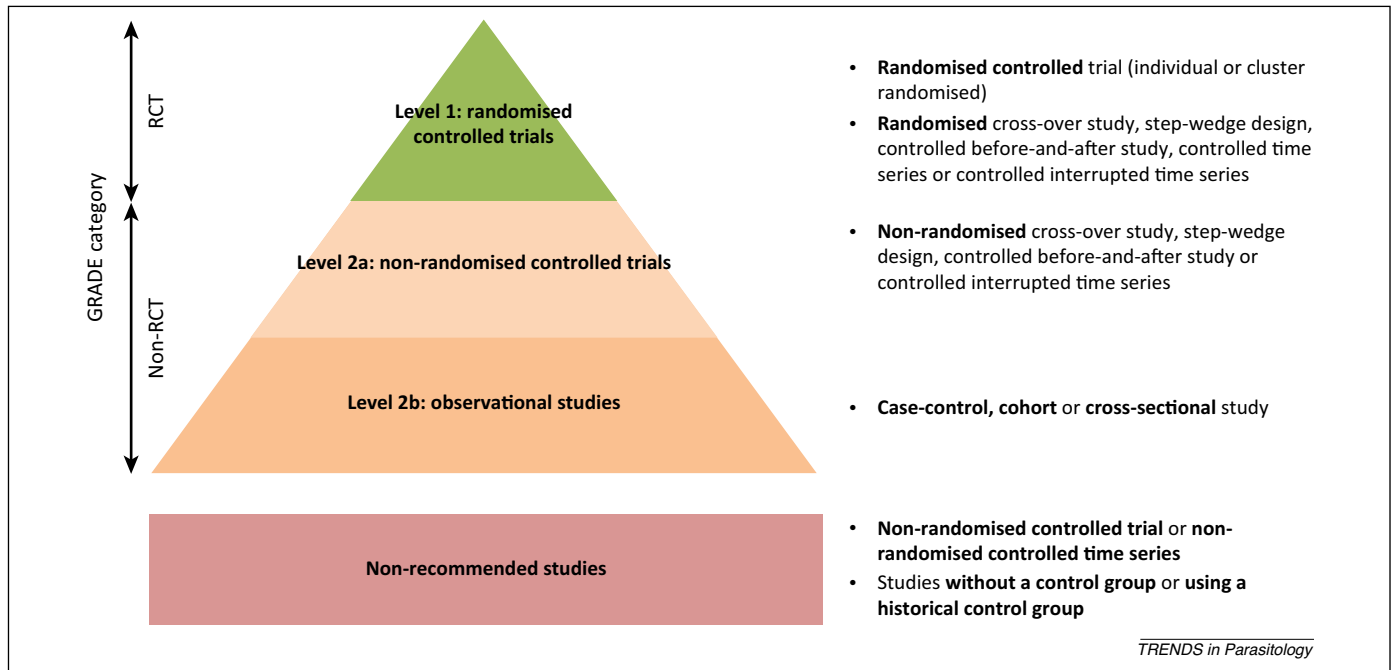 GRADE category
RCT
Non-RCT
Level 1: randomised
controlled trials
Level 2a: non-randomised controlled trials
Level 2b: observational studies
Non-recommended studies
• Randomised controlled trial (individual or cluster
randomised)
• Randomised cross-over study, step-wedge design,
controlled before-and-after study, controlled time
series or controlled interrupted time series
• Non-randomised cross-over study, step-wedge
design, controlled before-and-after study or
controlled interrupted time series
• Case-control, cohort or cross-sectional study
• Non-randomised controlled trial or non-
randomised controlled time series
• Studies without a control group or using a
historical control group
TRENDS in Parasitology